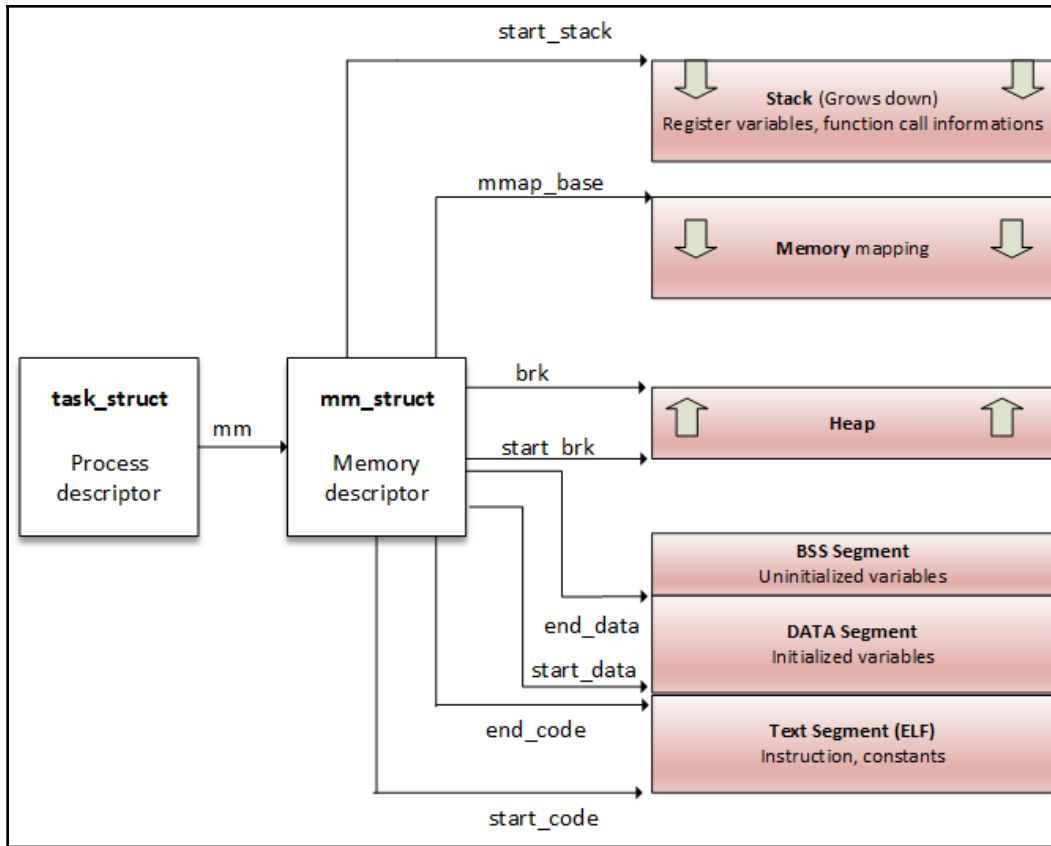 start_stack
Stack (Grows down)
Register variables, function call informations
mmap_base
Memory mapping
task_struct
Process
descriptor
mm
mm_struct
Memory
descriptor
brk
Heap
start_brk
BSS Segment
Uninitialized variables
end_data
DATA Segment
Initialized variables
start_data
end_code
Text Segment (ELF)
Instruction, constants
start_code